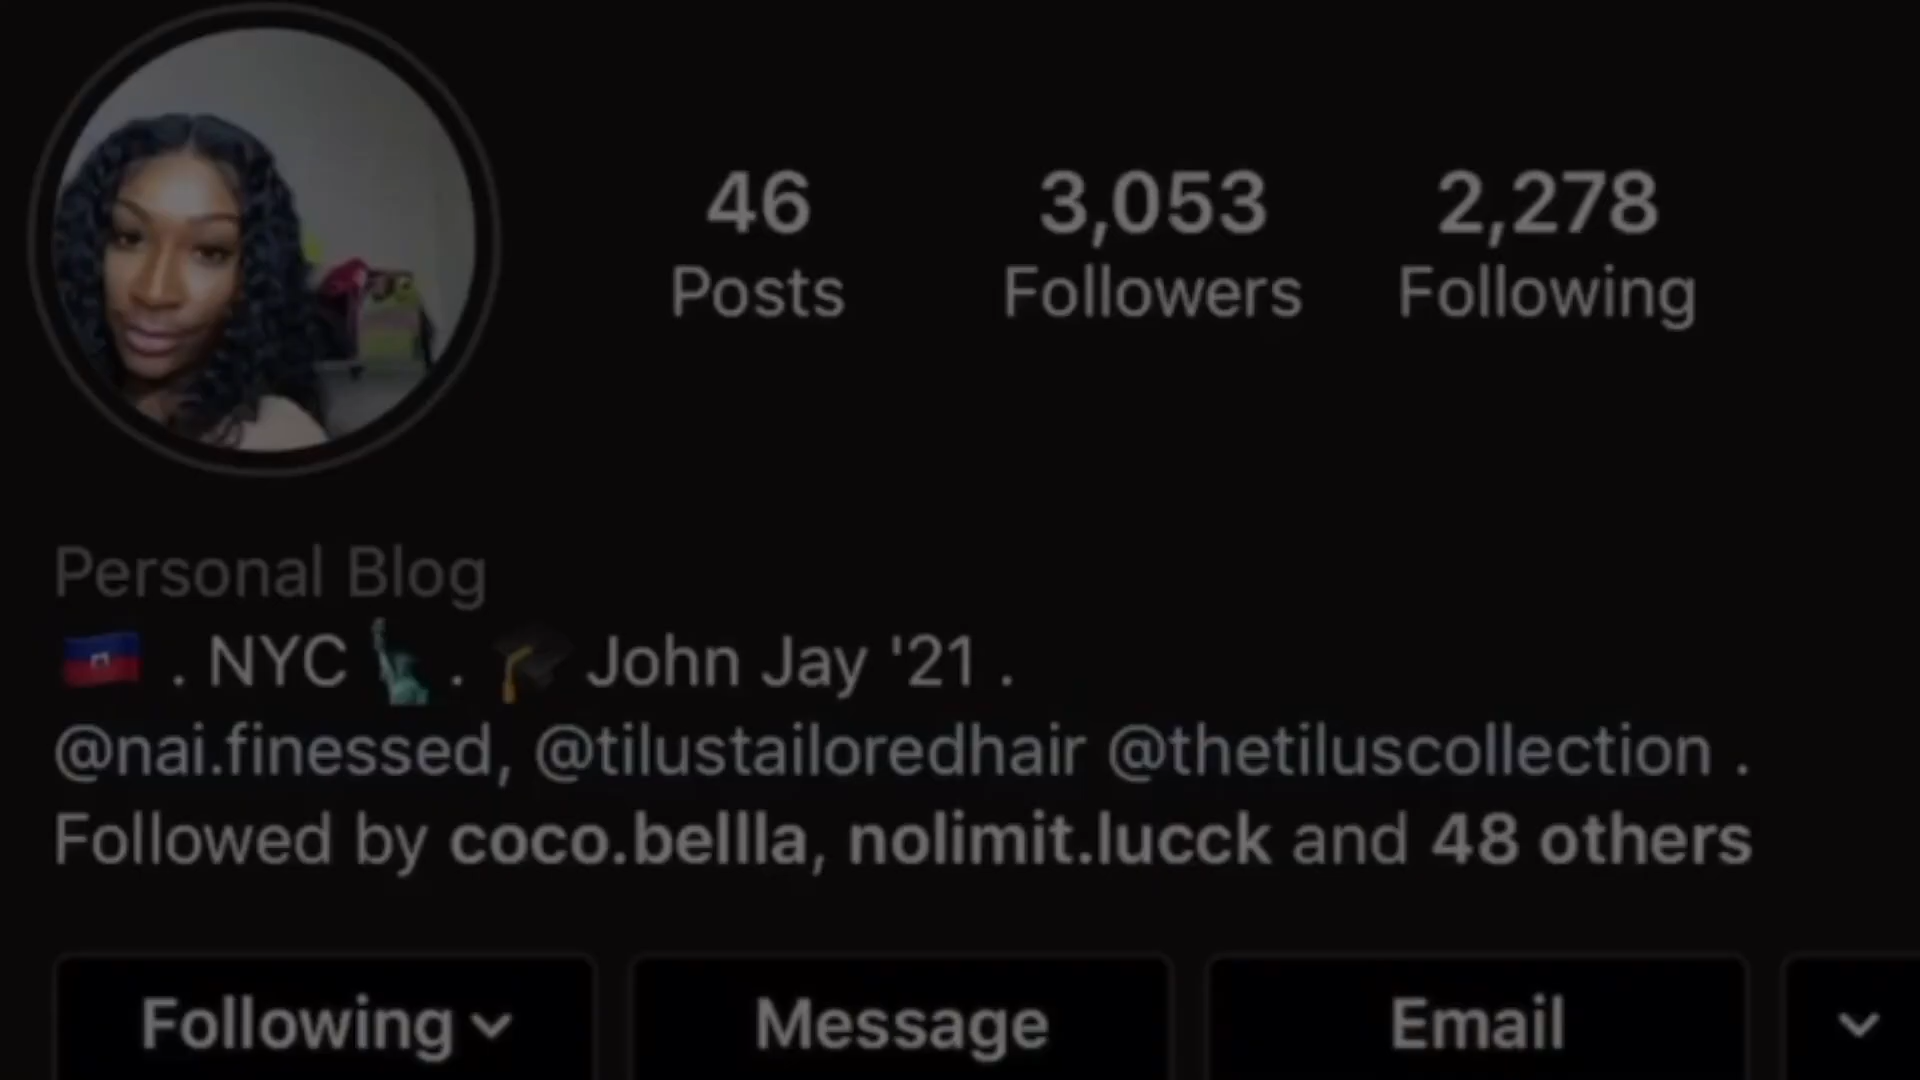 46 3,053 2,278
Posts Followers Following
Personal Blog
🇭🇹 . NYC 🗽 . 🎓 John Jay '21 .
@nai.finessed, @tilustailoredhair @thetiluscollection .
Followed by coco.bellla, nolimit.lucck and 48 others
Following Message Email